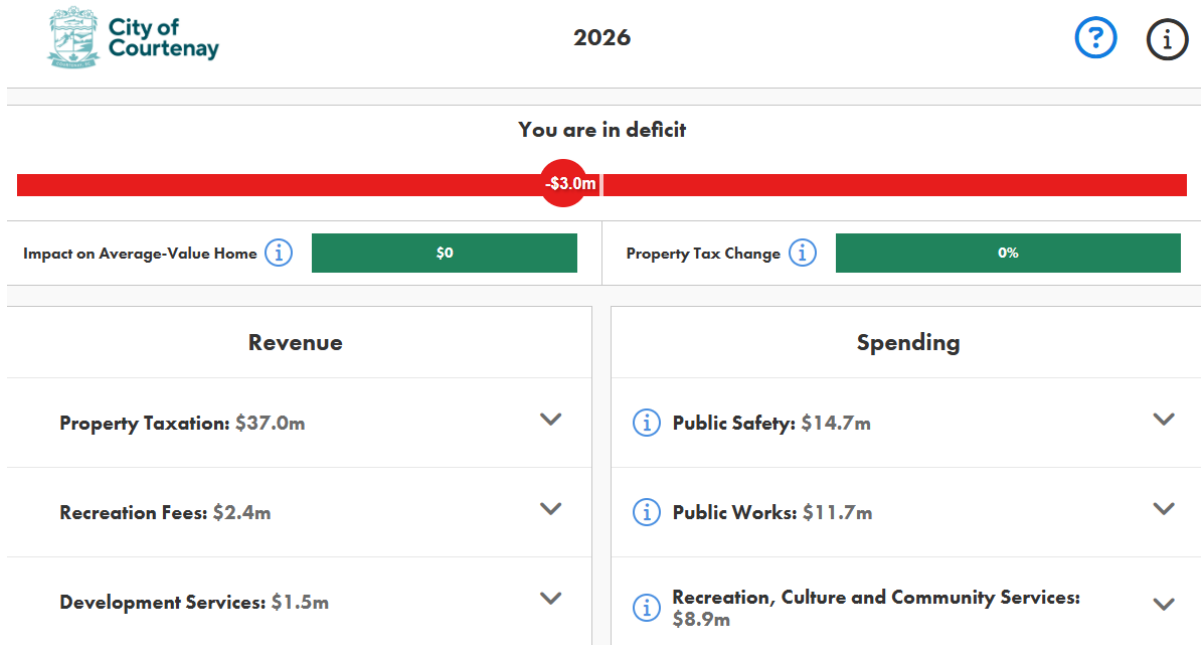 City of
Courtenay
2026
?
i
You are in deficit
-$3.0m
Impact on Average-Value Home i
$0
Property Tax Change i
0%
Revenue
Spending
Property Taxation: $37.0m
i Public Safety: $14.7m
Recreation Fees: $2.4m
i Public Works: $11.7m
Development Services: $1.5m
i Recreation, Culture and Community Services:
$8.9m